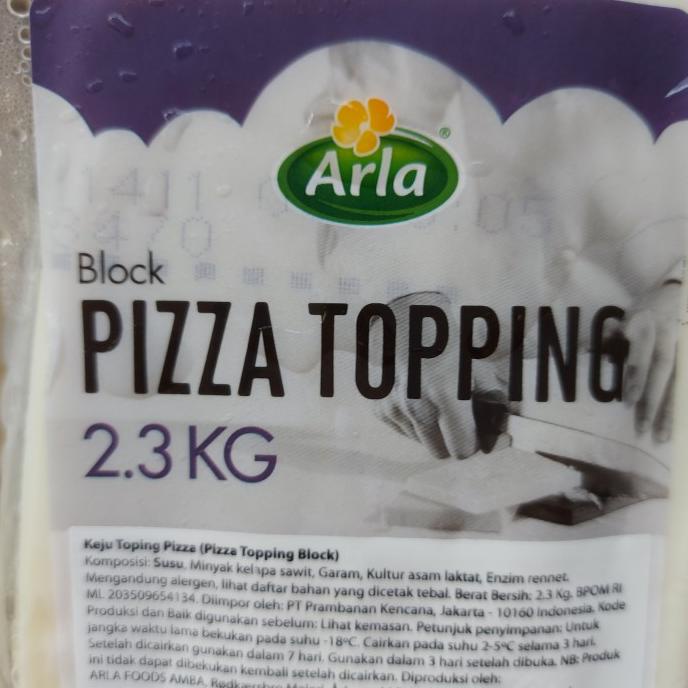 Arla
®
Block
PIZZA TOPPING
2.3 KG
Keju Toping Pizza (Pizza Topping Block)
Komposisi: Susu, Minyak kelapa sawit, Garam, Kultur asam laktat, Enzim rennet.
Mengandung alergen, lihat daftar bahan yang dicetak tebal. Berat Bersih: 2.3 Kg. BPOM RI
ML 203509654134. Diimpor oleh: PT Prambanan Kencana, Jakarta - 10160 Indonesia. Kode
Produksi dan Baik digunakan sebelum: Lihat kemasan. Petunjuk penyimpanan: Untuk
jangka waktu lama bekukan pada suhu -18°C. Cairkan pada suhu 2-5°C selama 3 hari.
Setelah dicairkan gunakan dalam 7 hari. Gunakan dalam 3 hari setelah dibuka. NB: Produk
ini tidak dapat dibekukan kembali setelah dicairkan. Diproduksi oleh:
ARLA FOODS AMBA,